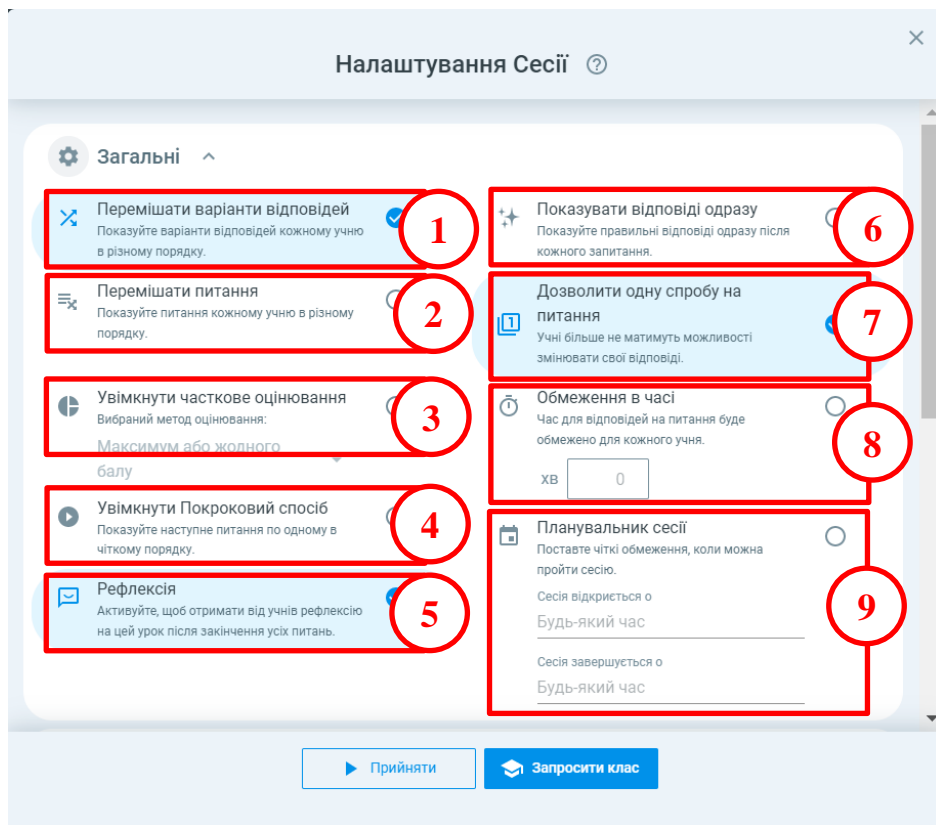 Налаштування Сесії
Загальні
Перемішати варіанти відповідей
Показуйте варіанти відповідей кожному учню
в різному порядку.
1
Перемішати питання
Показуйте питання кожному учню в різному
порядку.
2
Увімкнути часткове оцінювання
Вибраний метод оцінювання:
Максимум або жодного
балу
3
Увімкнути Покроковий спосіб
Показуйте наступне питання по одному в
чіткому порядку.
4
Рефлексія
Активуйте, щоб отримати від учнів рефлексію
на цей урок після закінчення усіх питань.
5
Показувати відповіді одразу
Показуйте правильні відповіді одразу після
кожного запитання.
6
Дозволити одну спробу на
питання
Учні більше не матимуть можливості
змінювати свої відповіді.
1
7
Обмеження в часі
Час для відповідей на питання буде
обмежено для кожного учня.
хв 0
8
Планувальник сесії
Поставте чіткі обмеження, коли можна
пройти сесію.
Сесія відкриється о
Будь-який час
Сесія завершується о
Будь-який час
9
Прийняти
Запросити клас